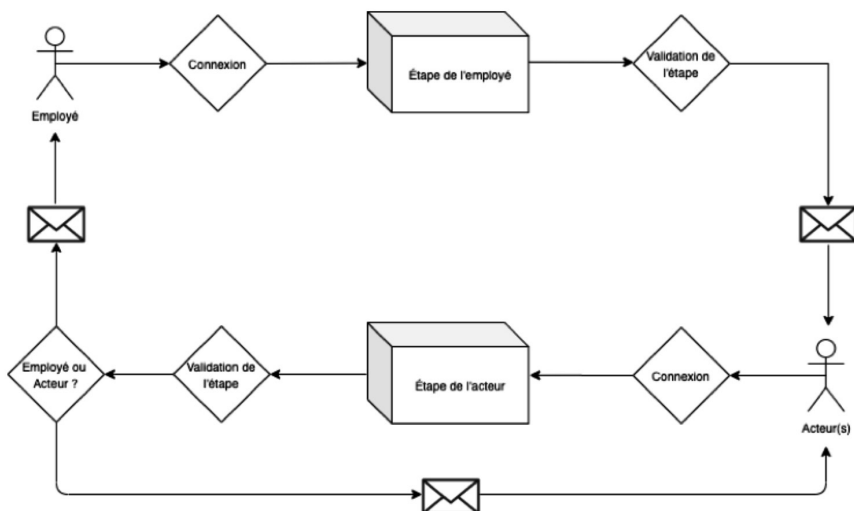 Connexion
Étape de l'employé
Validation de
l'étape
Employé
Employé ou
Acteur ?
Validation de
l'étape
Étape de l'acteur
Connexion
Acteur(s)